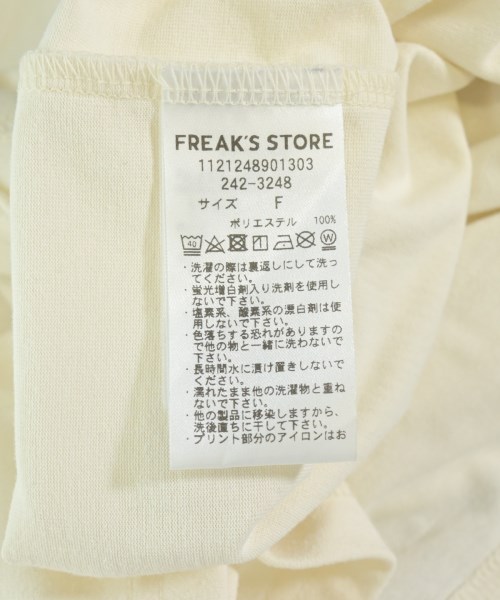 FREAK'S STORE
1121248901303
242-3248
サイズ F
ポリエステル 100%
40 W
・洗濯の際は裏返しにして洗っ
てください。
・蛍光増白剤入り洗剤を使用し
ないで下さい。
・塩素系、酸素系の漂白剤は使
用しないで下さい。
・色落ちする恐れがありますの
で他の物と一緒に洗わないで
下さい。
・長時間水に漬け置きしないで
ください。
・濡れたまま他の洗濯物と重ね
ないで下さい。
・他の製品に移染しますから、
洗後直ちに干して下さい。
・プリント部分のアイロンはお